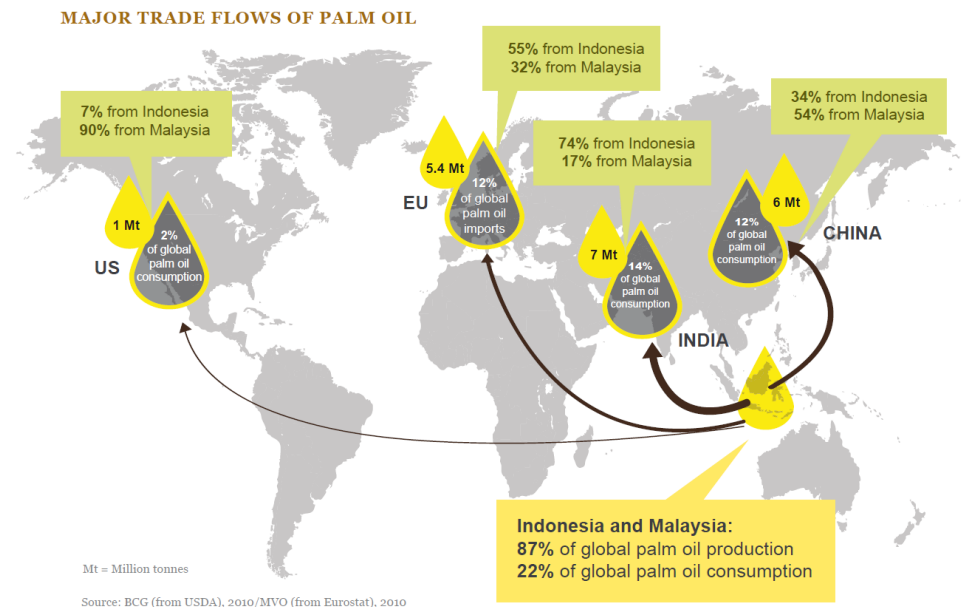 MAJOR TRADE FLOWS OF PALM OIL
7% from Indonesia
90% from Malaysia
1 Mt
2%
of global
palm oil
consumption
US
55% from Indonesia
32% from Malaysia
5.4 Mt
12%
of global
palm oil
imports
EU
74% from Indonesia
17% from Malaysia
7 Mt
14%
of global
palm oil
consumption
INDIA
34% from Indonesia
54% from Malaysia
6 Mt
12%
of global
palm oil
consumption
CHINA
Indonesia and Malaysia:
87% of global palm oil production
22% of global palm oil consumption
Mt = Million tonnes
Source: BCG (from USDA), 2010/MVO (from Eurostat), 2010